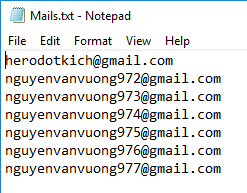 Mails.txt - Notepad
File Edit Format View Help
herodotkich@gmail.com
nguyenvanvuong972@gmail.com
nguyenvanvuong973@gmail.com
nguyenvanvuong974@gmail.com
nguyenvanvuong975@gmail.com
nguyenvanvuong976@gmail.com
nguyenvanvuong977@gmail.com